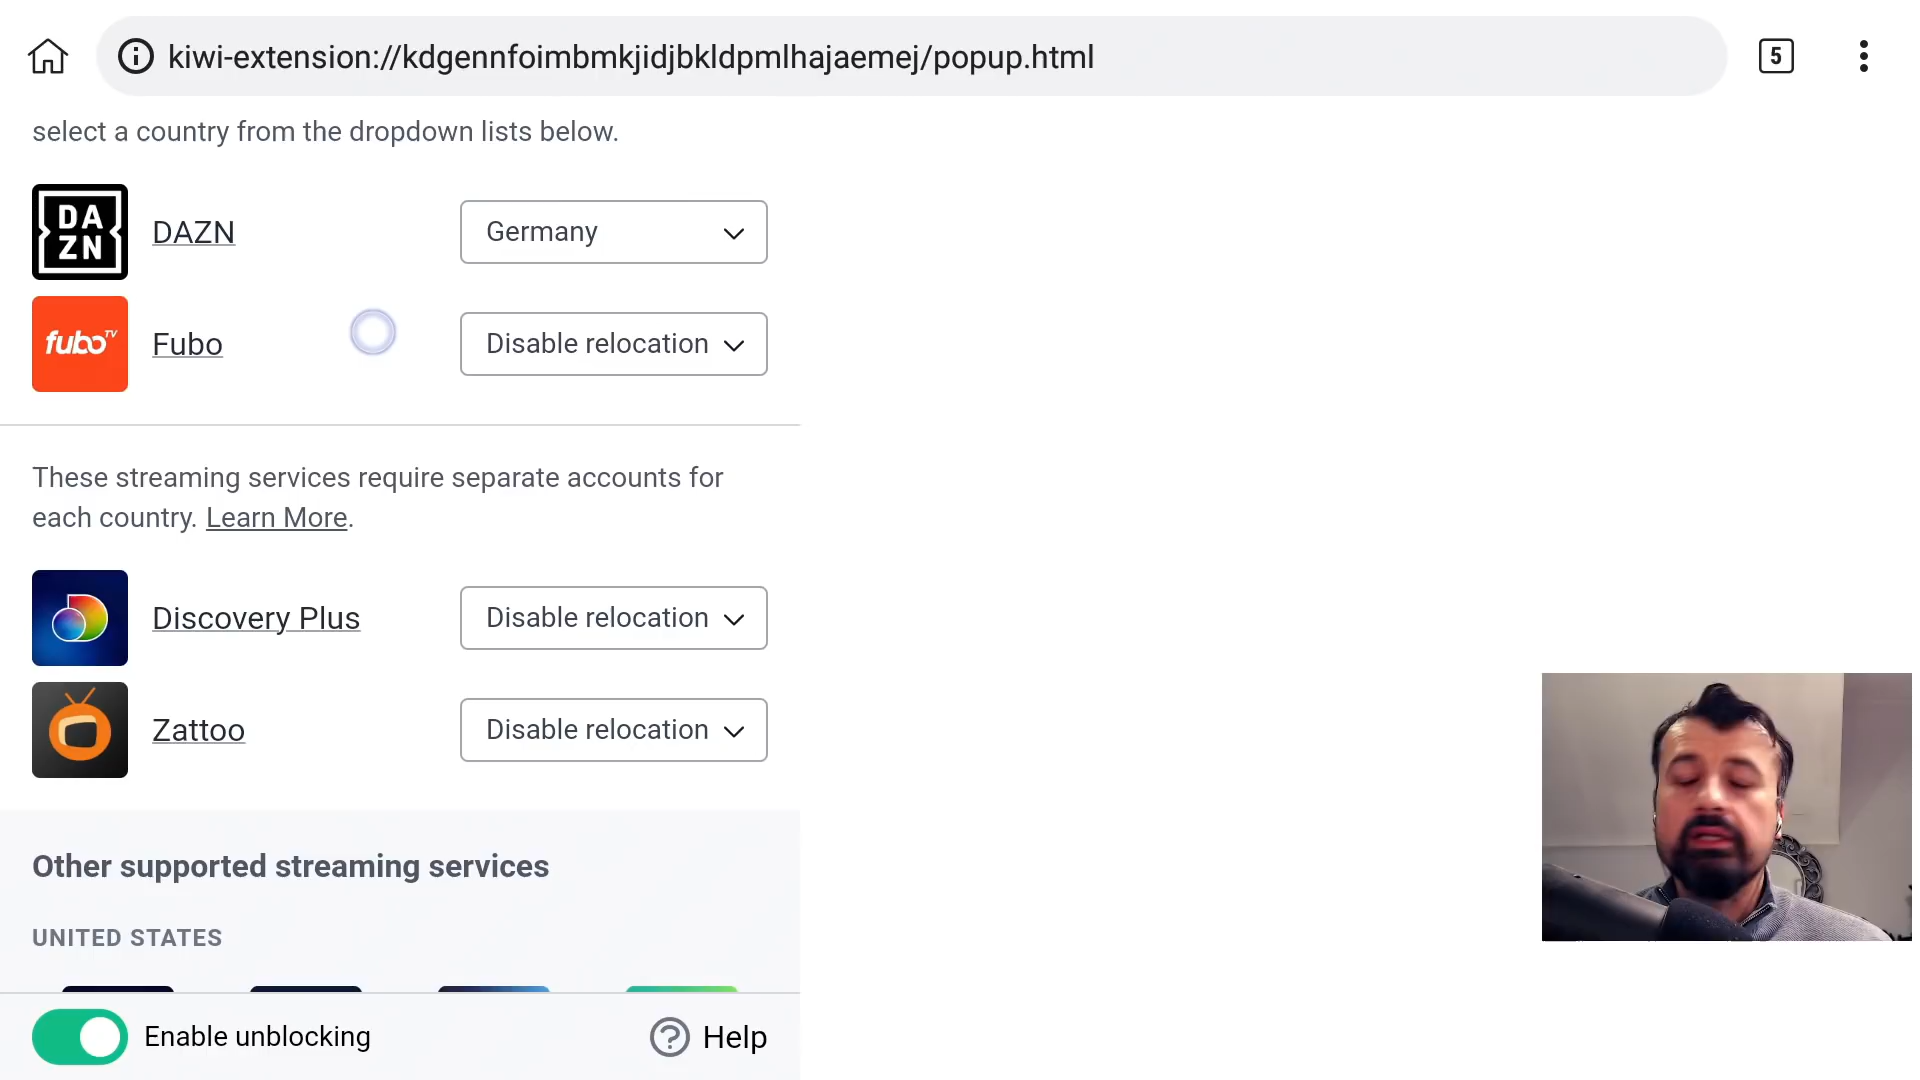 kiwi-extension://kdgennfoimbmkjidjbkldpmlhajaemej/popup.html
5
select a country from the dropdown lists below.
DA
ZN
DAZN
Germany
fuboTV
Fubo
Disable relocation
These streaming services require separate accounts for
each country. Learn More.
Discovery Plus
Disable relocation
Zattoo
Disable relocation
Other supported streaming services
UNITED STATES
Enable unblocking
Help